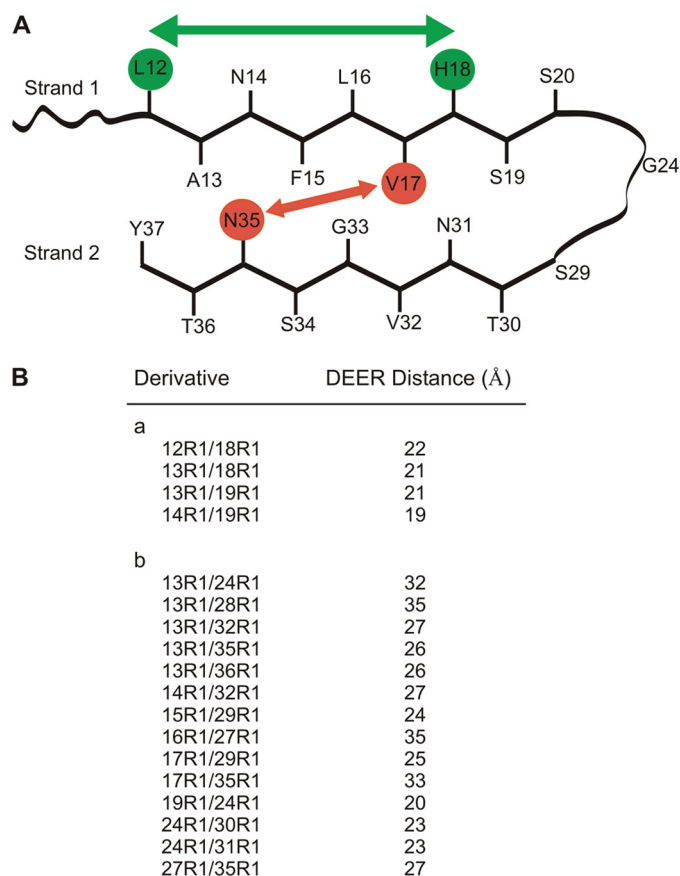 A
L12 H18
N14 L16 S20
Strand 1
A13 F15 V17 S19 G24
N35
Y37 G33 N31
Strand 2
S29
T36 S34 V32 T30
B Derivative DEER Distance (Å)
a
12R1/18R1 22
13R1/18R1 21
13R1/19R1 21
14R1/19R1 19
b
13R1/24R1 32
13R1/28R1 35
13R1/32R1 27
13R1/35R1 26
13R1/36R1 26
14R1/32R1 27
15R1/29R1 24
16R1/27R1 35
17R1/29R1 25
17R1/35R1 33
19R1/24R1 20
24R1/30R1 23
24R1/31R1 23
27R1/35R1 27